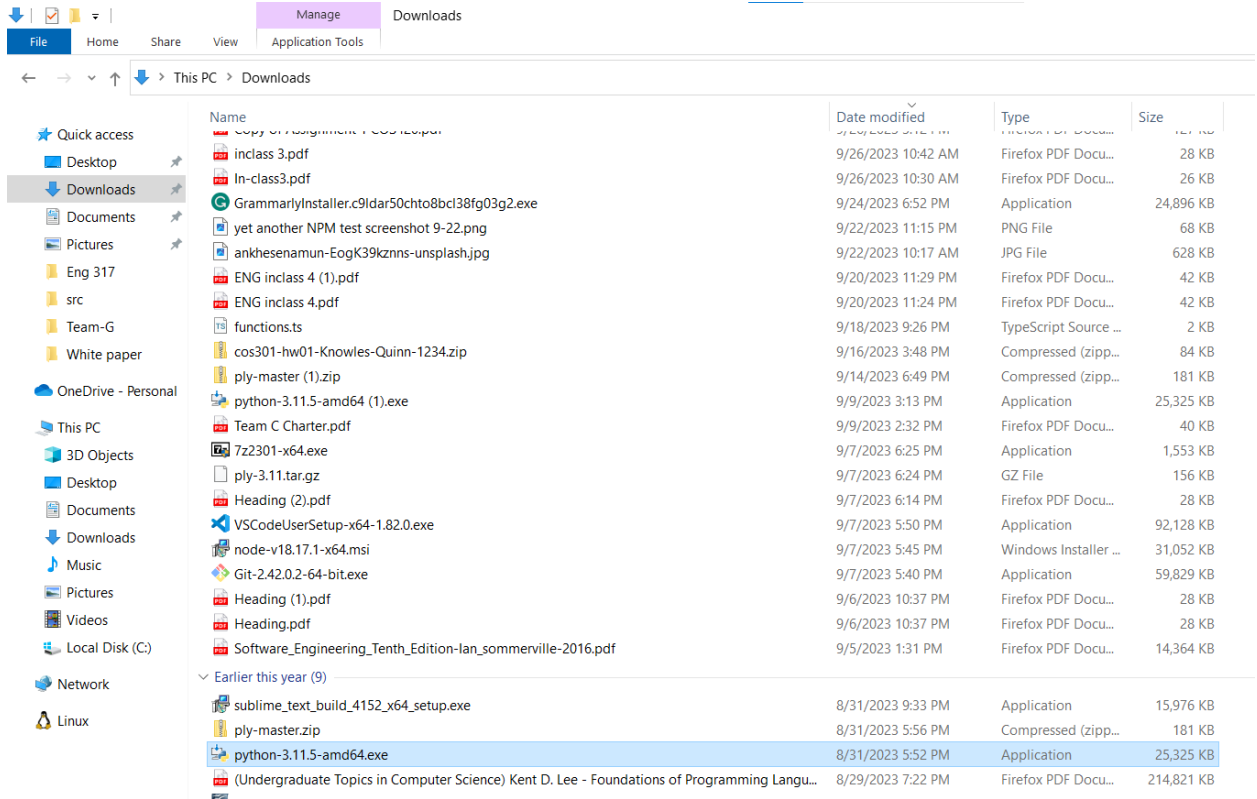 Manage
Downloads
File
Home
Share
View
Application Tools
This PC
Downloads
Name
Date modified
Type
Size
Quick access
Desktop
Downloads
Documents
Pictures
Eng 317
src
Team-G
White paper
OneDrive - Personal
This PC
3D Objects
Desktop
Documents
Downloads
Music
Pictures
Videos
Local Disk (C:)
Network
Linux
inclass 3.pdf 9/26/2023 10:42 AM Firefox PDF Docu... 28 KB
In-class3.pdf 9/26/2023 10:30 AM Firefox PDF Docu... 26 KB
GrammarlyInstaller.c9ldar50chto8bcl38fg03g2.exe 9/24/2023 6:52 PM Application 24,896 KB
yet another NPM test screenshot 9-22.png 9/22/2023 11:15 PM PNG File 68 KB
ankhesenamun-EogK39kznns-unsplash.jpg 9/22/2023 10:17 AM JPG File 628 KB
ENG inclass 4 (1).pdf 9/20/2023 11:29 PM Firefox PDF Docu... 42 KB
ENG inclass 4.pdf 9/20/2023 11:24 PM Firefox PDF Docu... 42 KB
functions.ts 9/18/2023 9:26 PM TypeScript Source ... 2 KB
cos301-hw01-Knowles-Quinn-1234.zip 9/16/2023 3:48 PM Compressed (zipp... 84 KB
ply-master (1).zip 9/14/2023 6:49 PM Compressed (zipp... 181 KB
python-3.11.5-amd64 (1).exe 9/9/2023 3:13 PM Application 25,325 KB
Team C Charter.pdf 9/9/2023 2:32 PM Firefox PDF Docu... 40 KB
7z2301-x64.exe 9/7/2023 6:25 PM Application 1,553 KB
ply-3.11.tar.gz 9/7/2023 6:24 PM GZ File 156 KB
Heading (2).pdf 9/7/2023 6:14 PM Firefox PDF Docu... 28 KB
VSCodeUserSetup-x64-1.82.0.exe 9/7/2023 5:50 PM Application 92,128 KB
node-v18.17.1-x64.msi 9/7/2023 5:45 PM Windows Installer ... 31,052 KB
Git-2.42.0.2-64-bit.exe 9/7/2023 5:40 PM Application 59,829 KB
Heading (1).pdf 9/6/2023 10:37 PM Firefox PDF Docu... 28 KB
Heading.pdf 9/6/2023 10:37 PM Firefox PDF Docu... 28 KB
Software_Engineering_Tenth_Edition-Ian_sommerville-2016.pdf 9/5/2023 1:31 PM Firefox PDF Docu... 14,364 KB
Earlier this year (9)
sublime_text_build_4152_x64_setup.exe 8/31/2023 9:33 PM Application 15,976 KB
ply-master.zip 8/31/2023 5:56 PM Compressed (zipp... 181 KB
python-3.11.5-amd64.exe 8/31/2023 5:52 PM Application 25,325 KB
(Undergraduate Topics in Computer Science) Kent D. Lee - Foundations of Programming Langu... 8/29/2023 7:22 PM Firefox PDF Docu... 214,821 KB